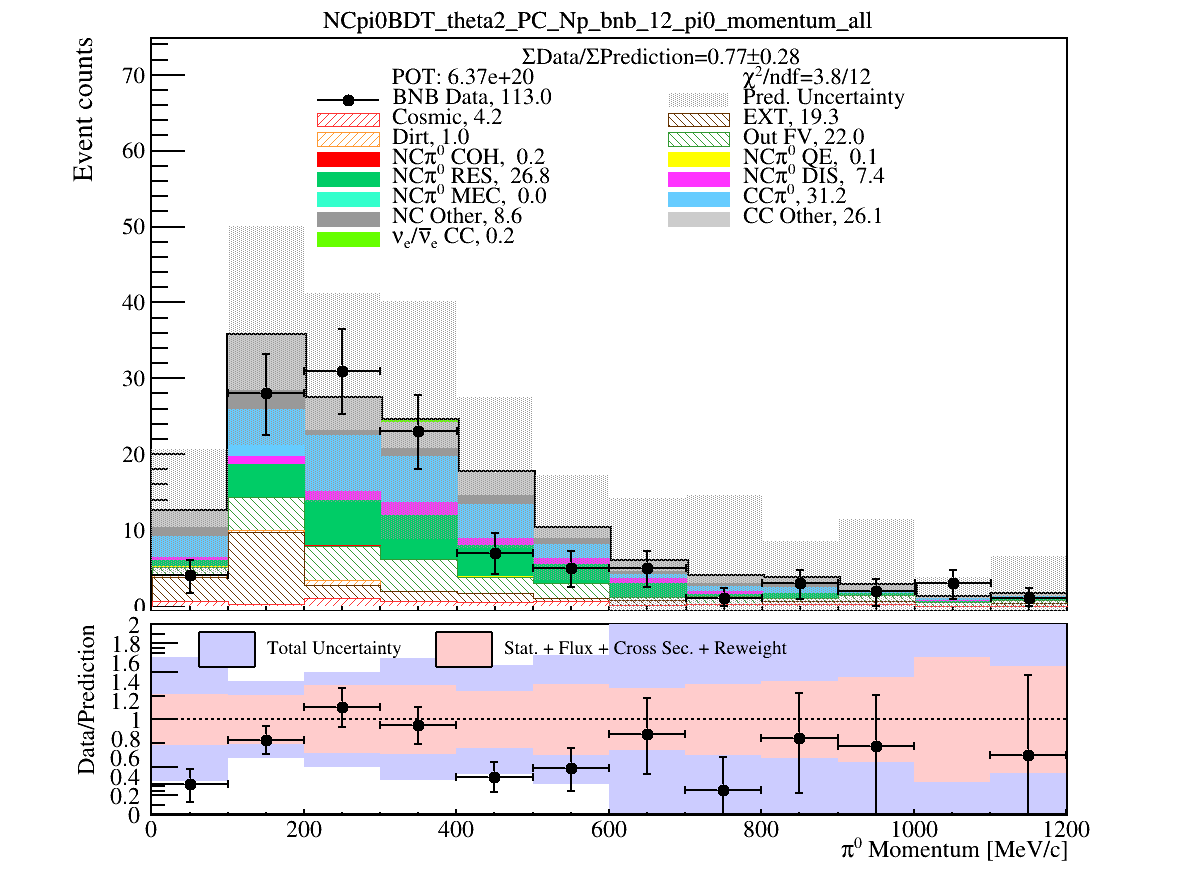 NCpi0BDT_theta2_PC_Np_bnb_12_pi0_momentum_all
ΣData/ΣPrediction=0.77±0.28
POT: 6.37e+20
χ²/ndf=3.8/12
BNB Data, 113.0
Pred. Uncertainty
Cosmic, 4.2
EXT, 19.3
Dirt, 1.0
Out FV, 22.0
NCπ⁰ COH, 0.2
NCπ⁰ QE, 0.1
NCπ⁰ RES, 26.8
NCπ⁰ DIS, 7.4
NCπ⁰ MEC, 0.0
CCπ⁰, 31.2
NC Other, 8.6
CC Other, 26.1
νₑ/ν̅ₑ CC, 0.2
Event counts
70
60
50
40
30
20
10
0
Total Uncertainty
Stat. + Flux + Cross Sec. + Reweight
Data/Prediction
2
1.8
1.6
1.4
1.2
1
0.8
0.6
0.4
0.2
0
0 200 400 600 800 1000 1200
π⁰ Momentum [MeV/c]